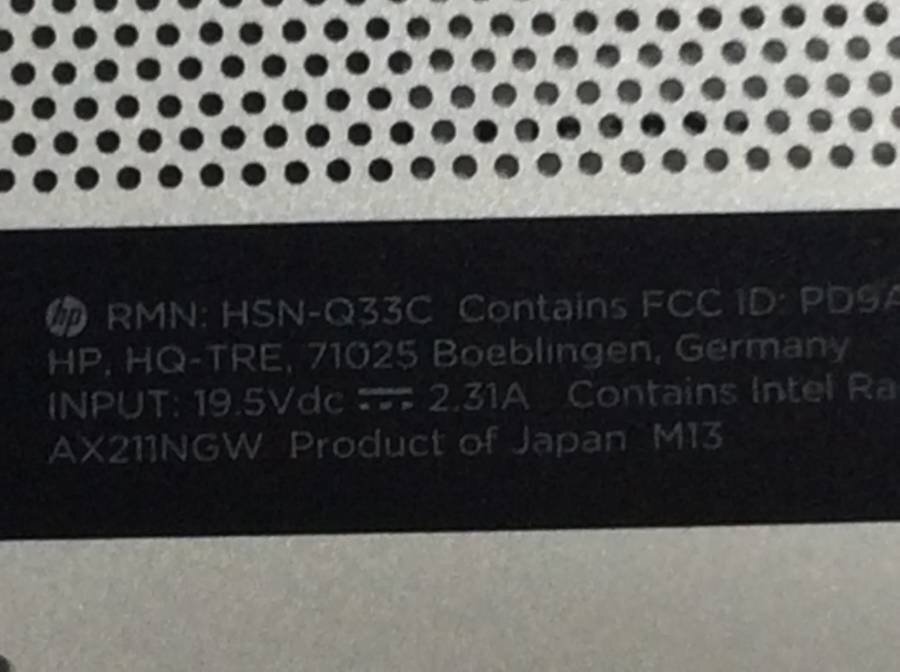 hp RMN: HSN-Q33C Contains FCC ID: PD9A
HP, HQ-TRE, 71025 Boeblingen, Germany
INPUT: 19.5Vdc ⎓ 2.31A Contains Intel Ra
AX211NGW Product of Japan M13